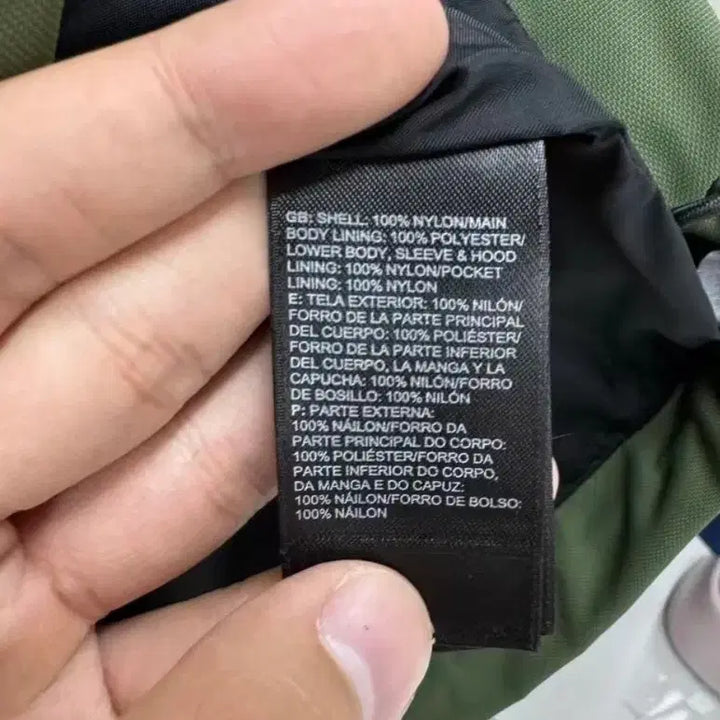 GB: SHELL: 100% NYLON/MAIN
BODY LINING: 100% POLYESTER/
LOWER BODY, SLEEVE & HOOD
LINING: 100% NYLON/POCKET
LINING: 100% NYLON
E: TELA EXTERIOR: 100% NILÓN/
FORRO DE LA PARTE PRINCIPAL
DEL CUERPO: 100% POLIÉSTER/
FORRO DE LA PARTE INFERIOR
DEL CUERPO, LA MANGA Y LA
CAPUCHA: 100% NILÓN/FORRO
DE BOSILLO: 100% NILÓN
P: PARTE EXTERNA:
100% NÁILON/FORRO DA
PARTE PRINCIPAL DO CORPO:
100% POLIÉSTER/FORRO DA
PARTE INFERIOR DO CORPO,
DA MANGA E DO CAPUZ:
100% NÁILON/FORRO DE BOLSO:
100% NÁILON